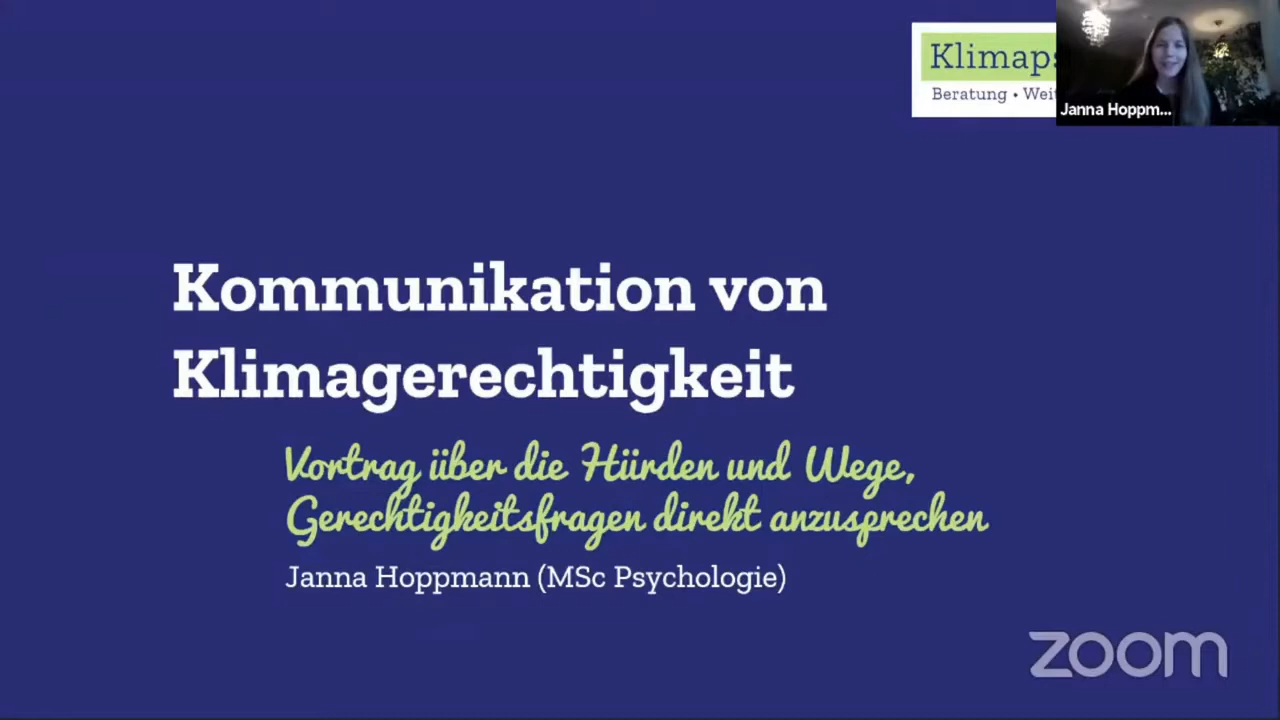 Klimaps
Beratung • Weit
Janna Hoppm...
Kommunikation von
Klimagerechtigkeit
Vortrag über die Hürden und Wege,
Gerechtigkeitsfragen direkt anzusprechen
Janna Hoppmann (MSc Psychologie)
zoom